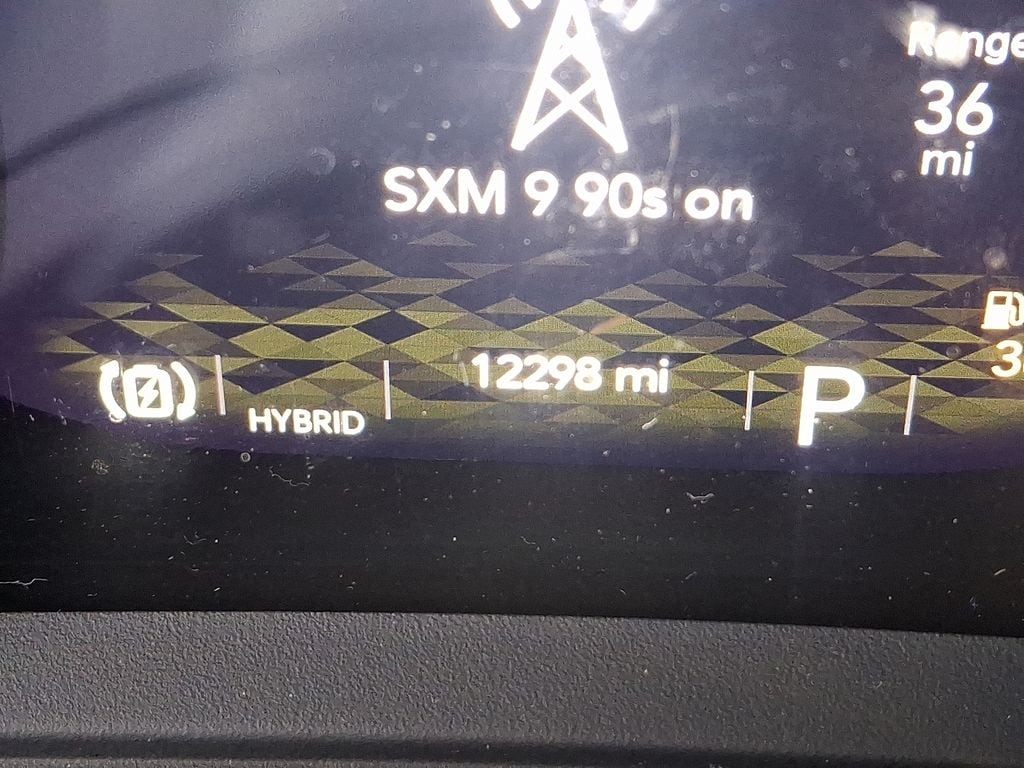 Range
36
mi
SXM 9 90s on
12298 mi
HYBRID
P